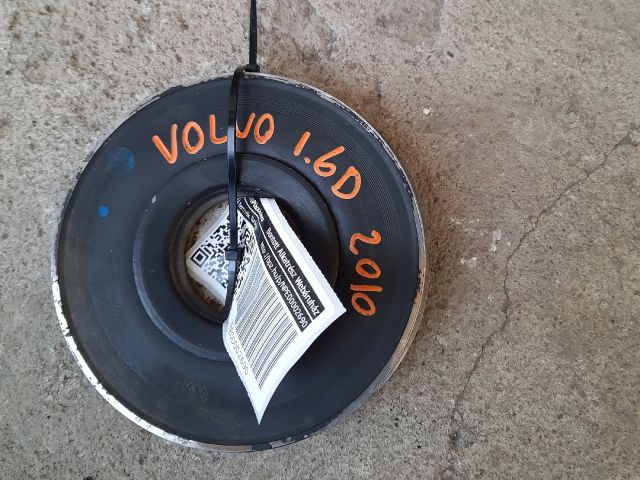 VOLVO 1.6D 2010
Bontott Alkatrész Webáruház